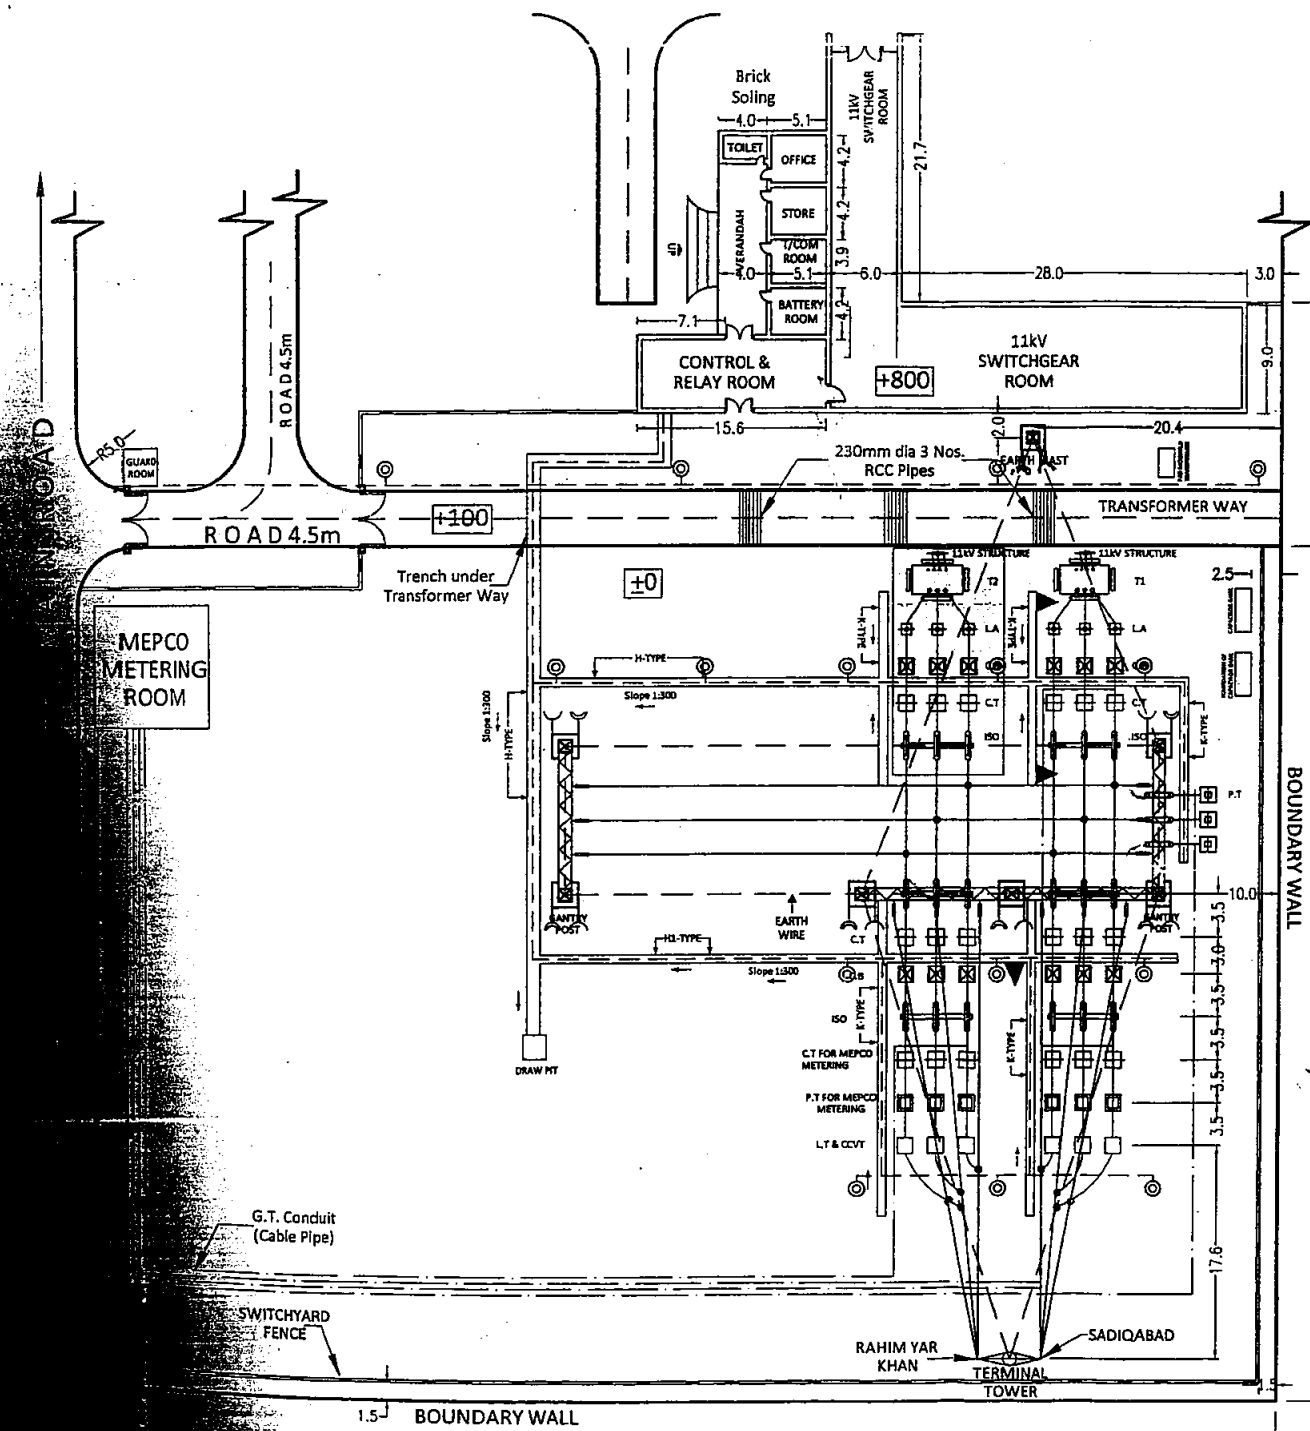 Brick
Soling
4.0
5.1
TOILET
OFFICE
4.2
11kV
SWITCHGEAR
ROOM
21.7
STORE
4.2
VERANDAH
UP
T/COM
ROOM
3.9
4.0
5.1
6.0
28.0
3.0
BATTERY
ROOM
4.2
7.1
CONTROL &
RELAY ROOM
+800
11kV
SWITCHGEAR
ROOM
9.0
15.6
2.0
20.4
ROAD 4.5m
ROAD
R5.0
GUARD
ROOM
230mm dia 3 Nos.
RCC Pipes
EARTH MAST
ROAD 4.5m
+100
TRANSFORMER WAY
Trench under
Transformer Way
±0
11kV STRUCTURE
11kV STRUCTURE
T2
T1
2.5
MEPCO
METERING
ROOM
K-TYPE
K-TYPE
L.A
L.A
H-TYPE
Slope 1:300
Slope 1:300
H-TYPE
C.T
C.T
K-TYPE
ISO
ISO
P.T
BOUNDARY WALL
10.0
GANTRY
POST
EARTH
WIRE
GANTRY
POST
3.5
C.T
H1-TYPE
3.0
Slope 1:300
3.5
K-TYPE
ISO
K-TYPE
3.5
C.T FOR MEPCO
METERING
DRAW PIT
3.5
P.T FOR MEPCO
METERING
3.5
L,T & CCVT
G.T. Conduit
(Cable Pipe)
17.6
SWITCHYARD
FENCE
RAHIM YAR
KHAN
SADIQABAD
TERMINAL
TOWER
1.5
1.5
BOUNDARY WALL